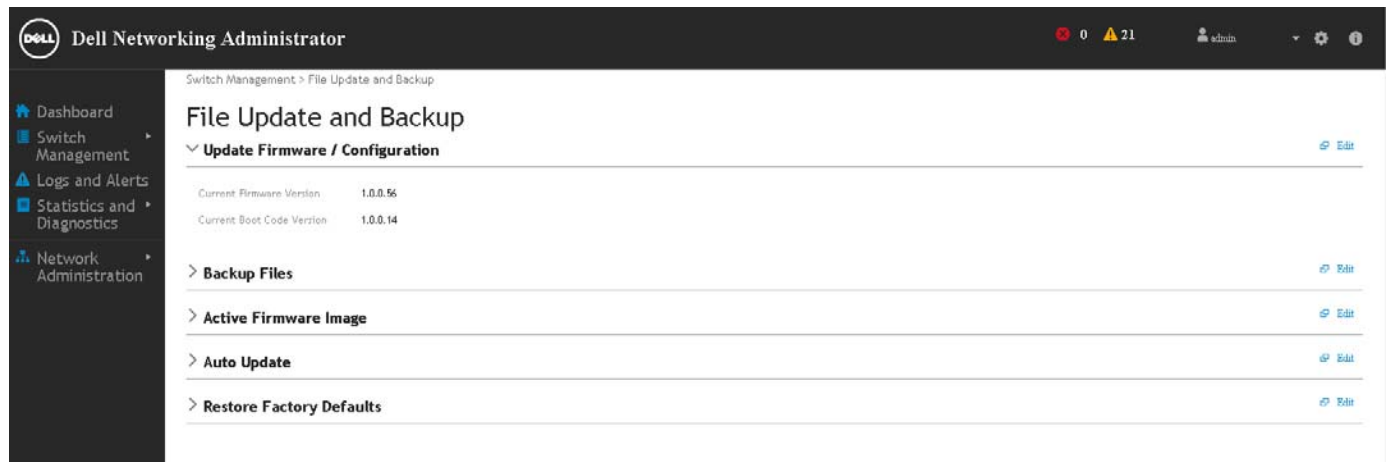 DELL Dell Networking Administrator 0 21 admin
Switch Management > File Update and Backup
Dashboard
Switch
Management
Logs and Alerts
Statistics and
Diagnostics
Network
Administration
File Update and Backup
Update Firmware / Configuration Edit
Current Firmware Version 1.0.0.56
Current Boot Code Version 1.0.0.14
Backup Files Edit
Active Firmware Image Edit
Auto Update Edit
Restore Factory Defaults Edit